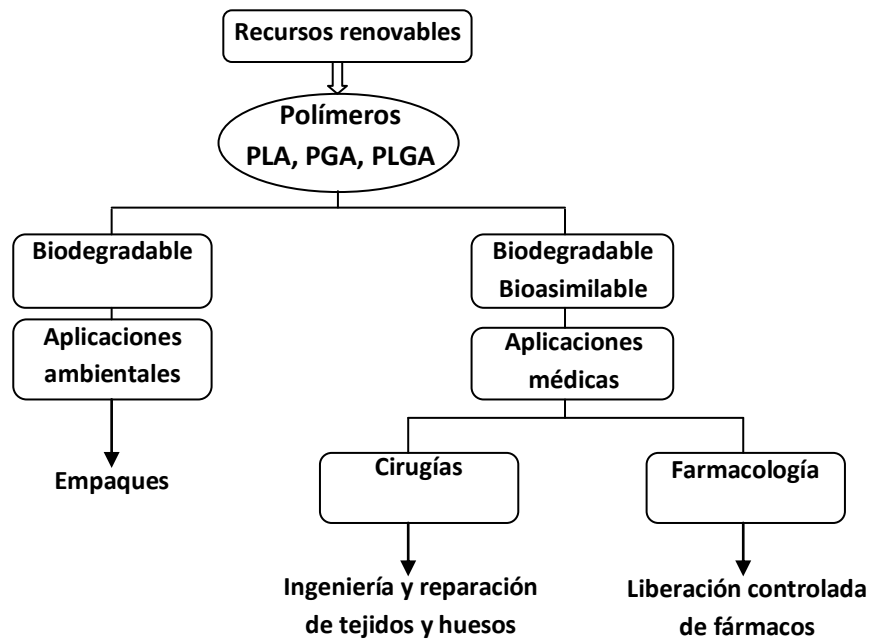 Recursos renovables
Polímeros
PLA, PGA, PLGA
Biodegradable
Aplicaciones
ambientales
Empaques
Biodegradable
Bioasimilable
Aplicaciones
médicas
Cirugías
Ingeniería y reparación
de tejidos y huesos
Farmacología
Liberación controlada
de fármacos